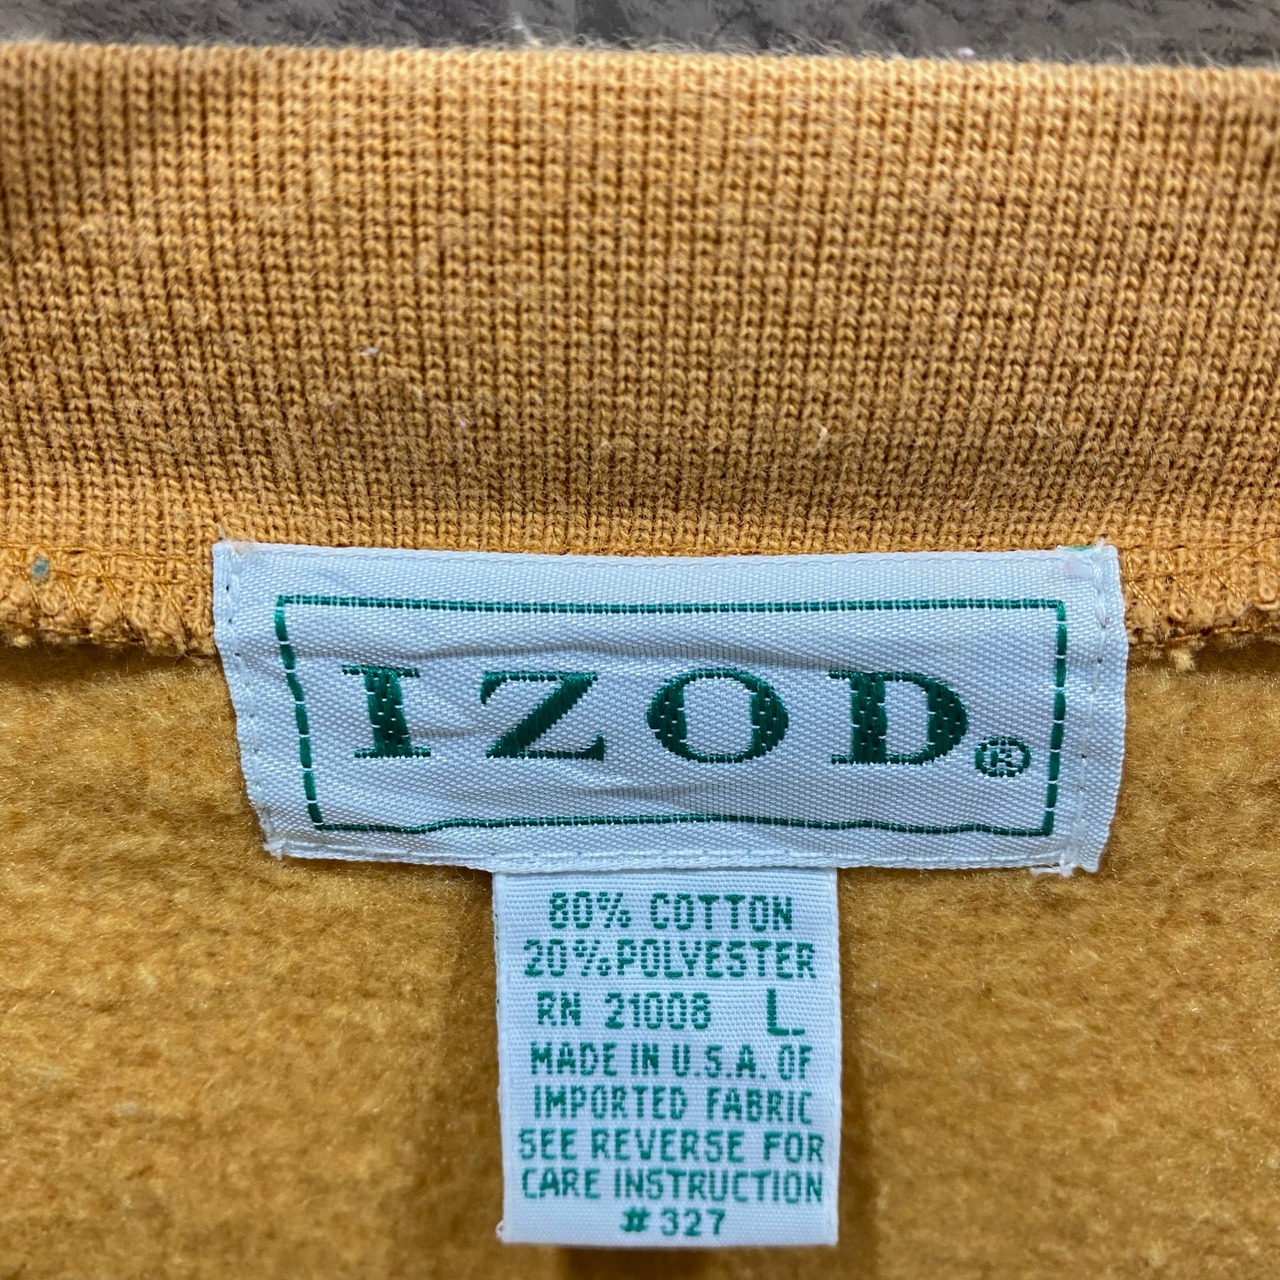 IZOD®
80% COTTON
20% POLYESTER
RN 21008 L
MADE IN U.S.A. OF
IMPORTED FABRIC
SEE REVERSE FOR
CARE INSTRUCTION
#327